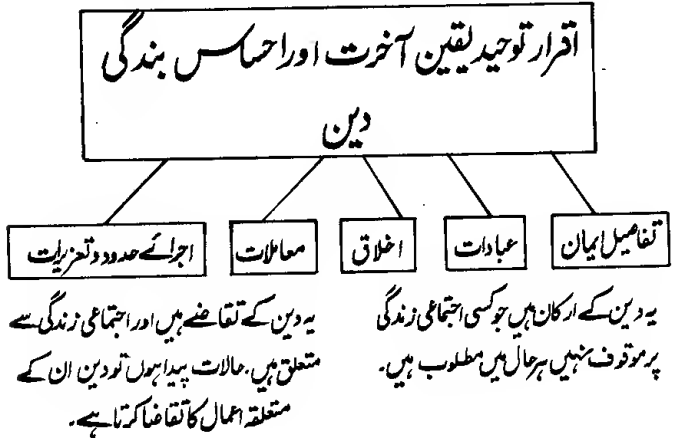 اقرار توحید یقین آخرت اور احساس بندگی
دین
تفاصیل ایمان
عبادات
اخلاق
معاملات
اجرائے حدود و تعزیرات
یہ دین کے ارکان ہیں جو کسی اجتماعی زندگی
پر موقوف نہیں ہر حال میں مطلوب ہیں۔
یہ دین کے تقاضے ہیں اور اجتماعی زندگی سے
متعلق ہیں۔ حالات پیدا ہوں تو دین ان کے
متعلقہ اعمال کا تقاضا کرتا ہے۔